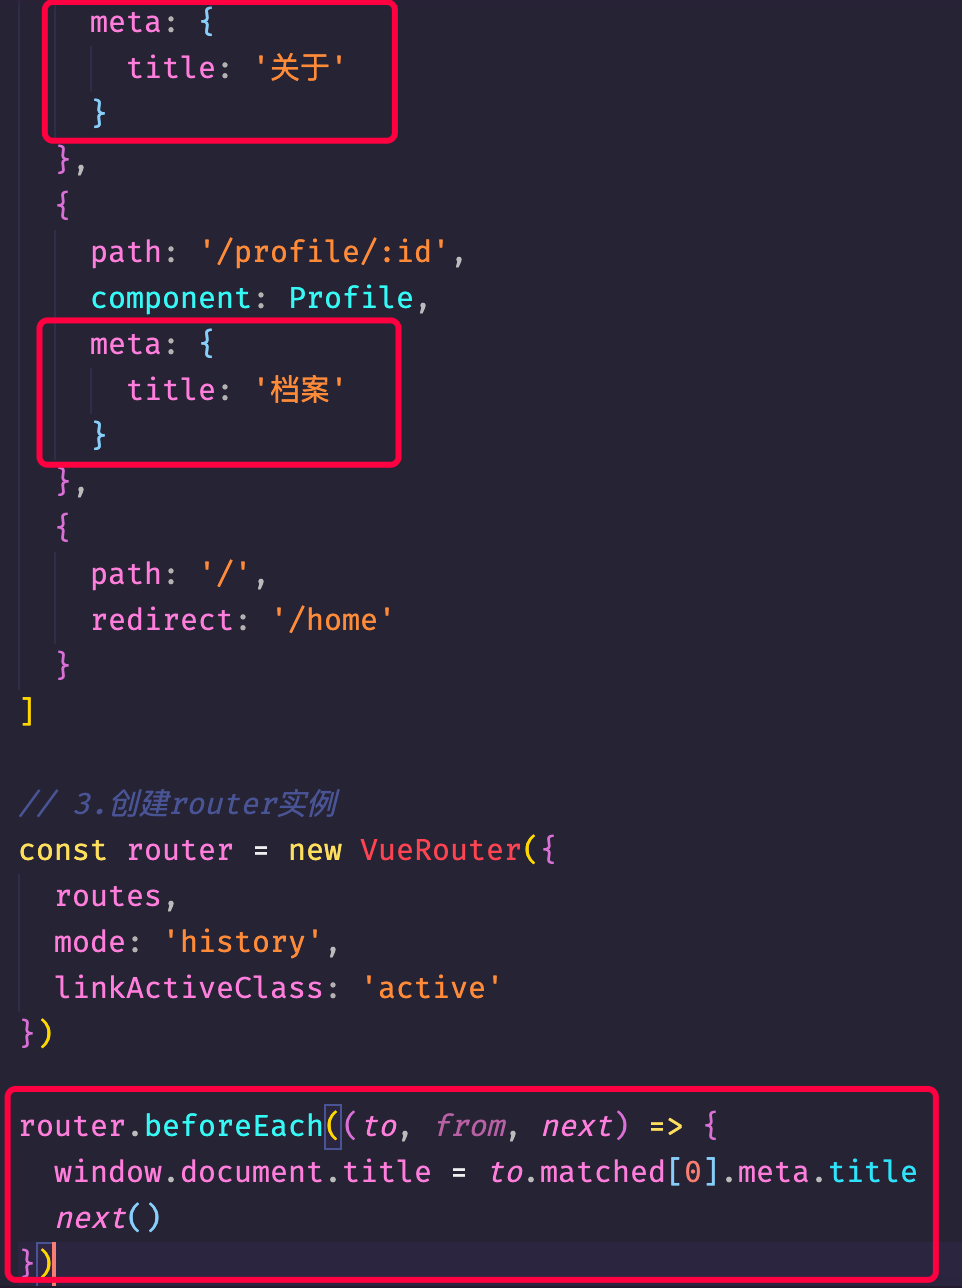 meta: {
title: '关于'
}
},
{
path: '/profile/:id',
component: Profile,
meta: {
title: '档案'
}
},
{
path: '/',
redirect: '/home'
}
]
// 3.创建router实例
const router = new VueRouter({
routes,
mode: 'history',
linkActiveClass: 'active'
})
router.beforeEach((to, from, next) => {
window.document.title = to.matched[0].meta.title
next()
})